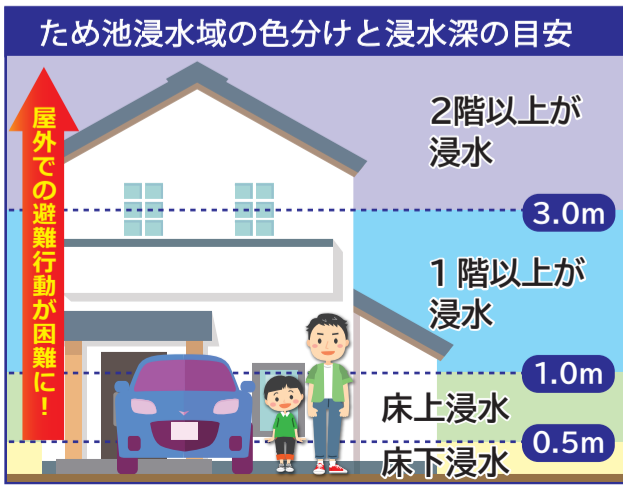 ため池浸水域の色分けと浸水深の目安
屋外での避難行動が困難に！
2階以上が
浸水
3.0m
1階以上が
浸水
1.0m
床上浸水
0.5m
床下浸水